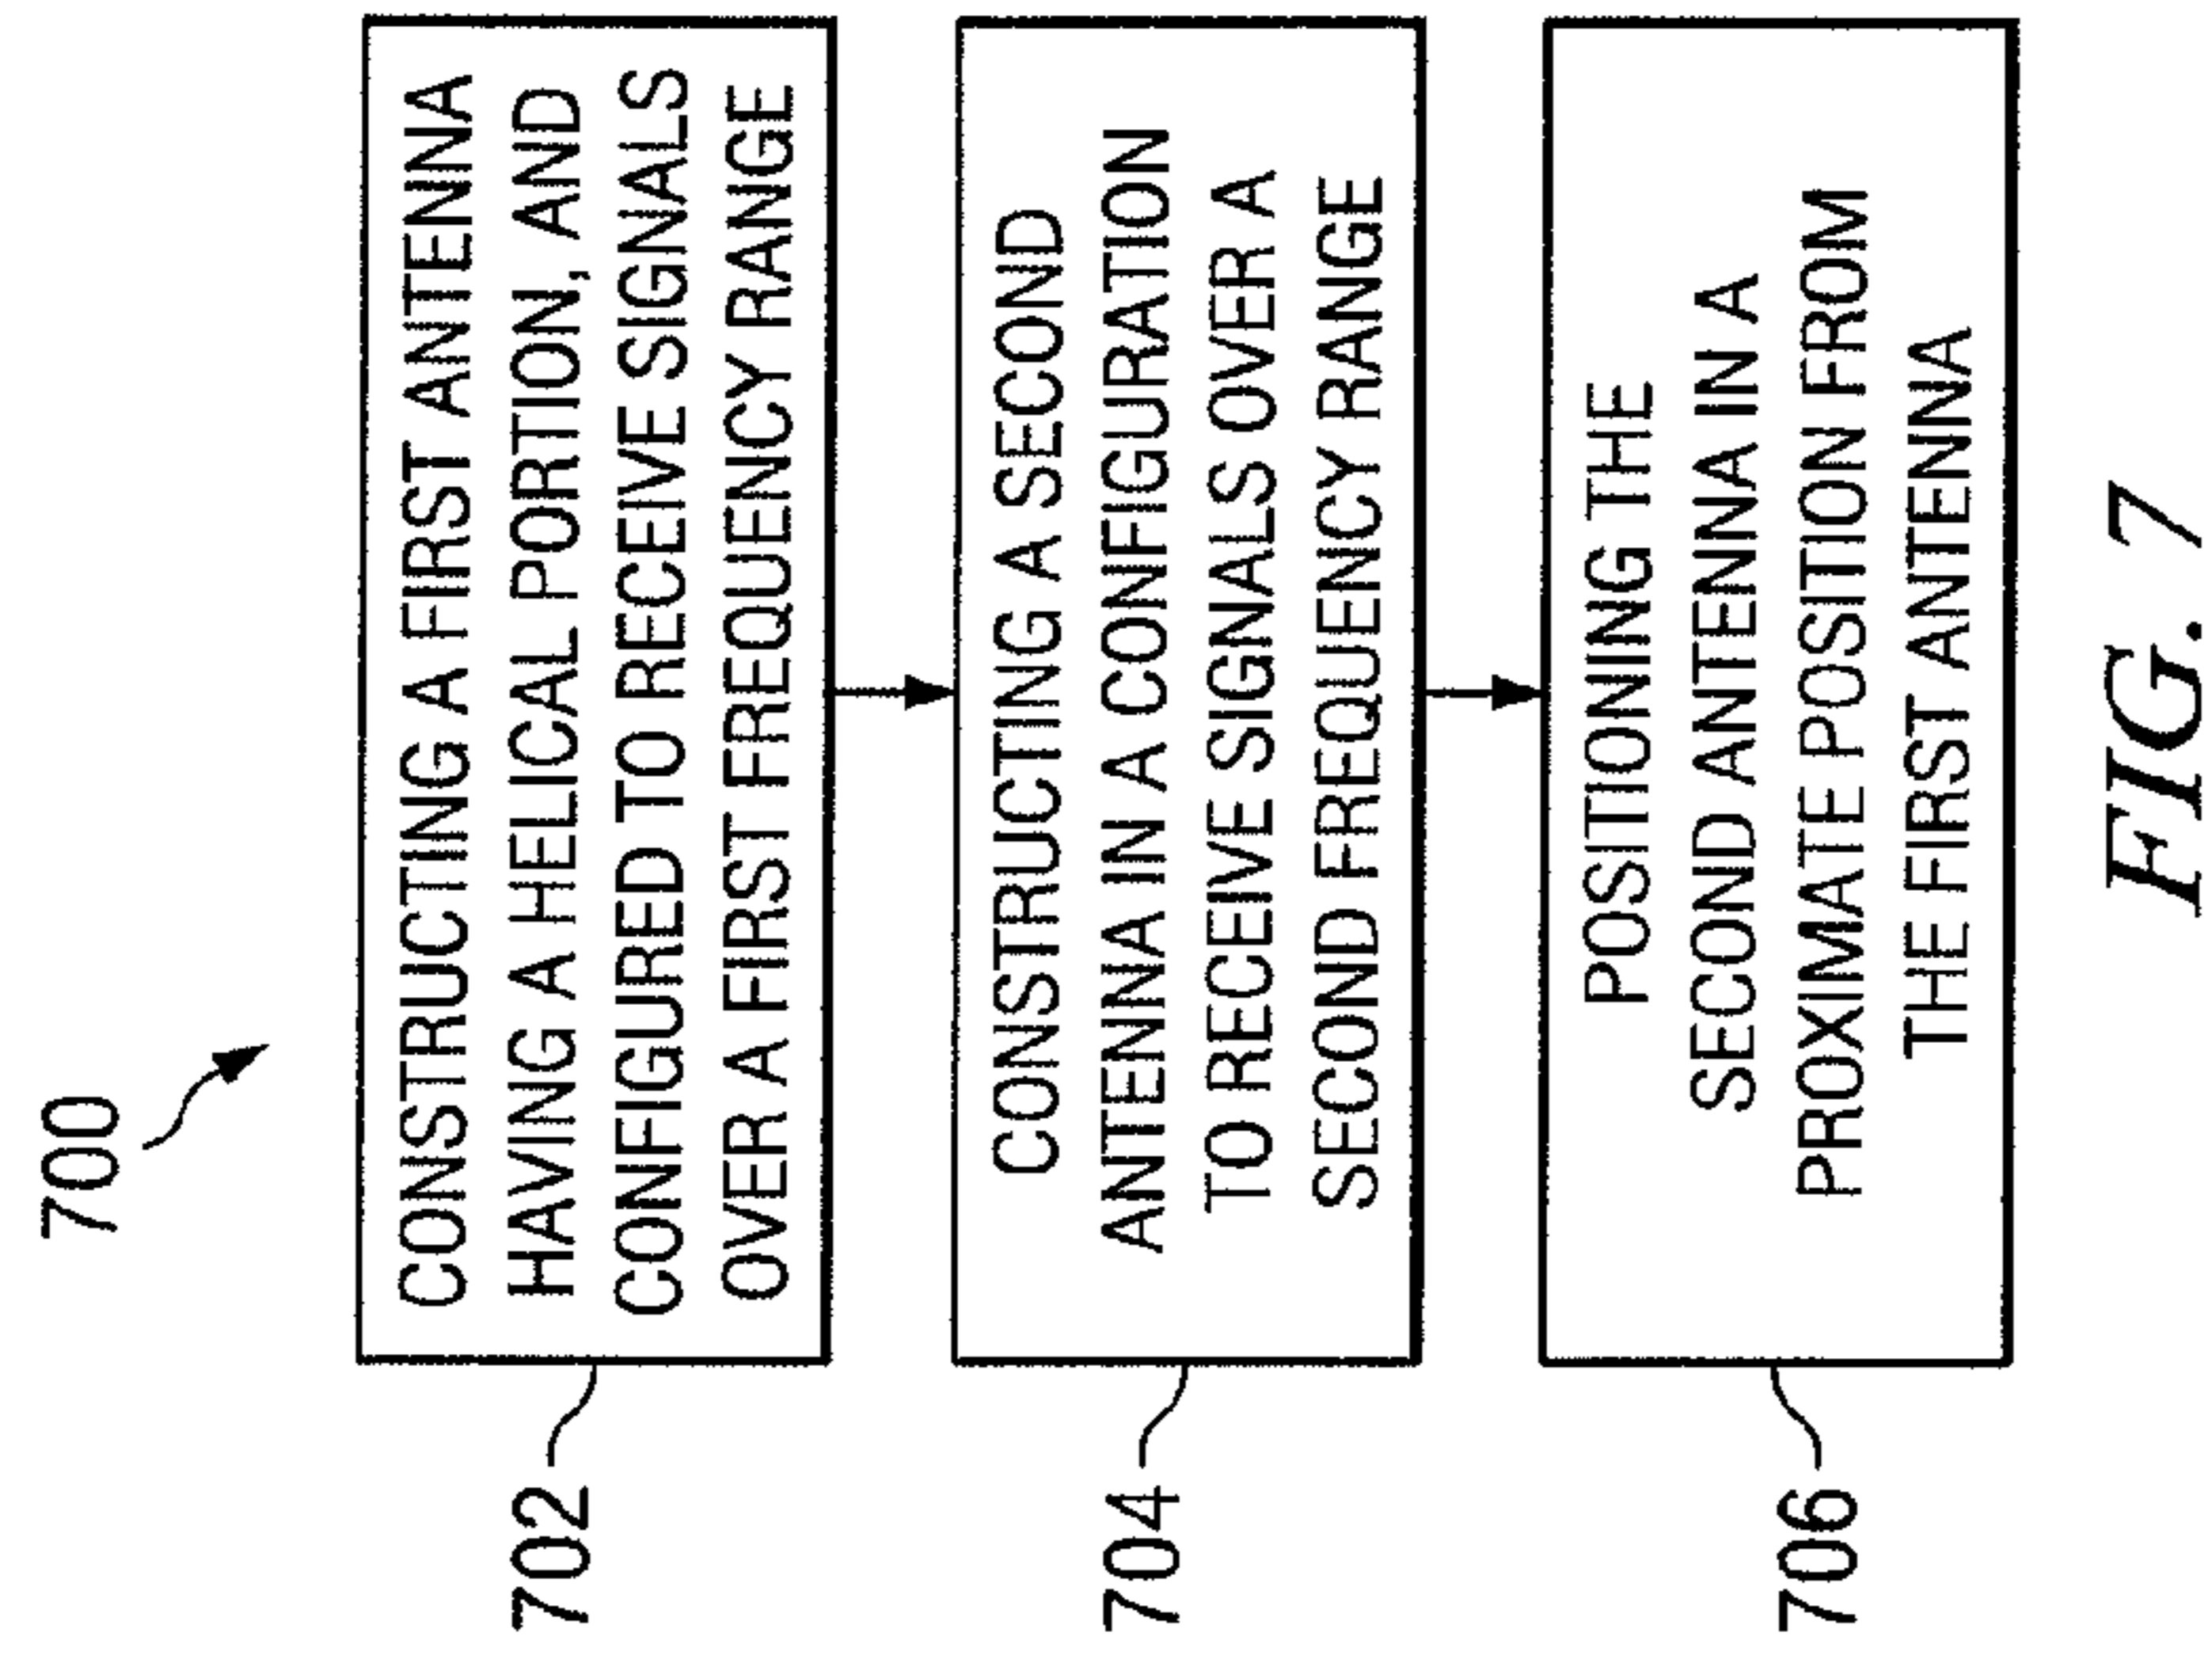 700
702
CONSTRUCTING A FIRST ANTENNA
HAVING A HELICAL PORTION, AND
CONFIGURED TO RECEIVE SIGNALS
OVER A FIRST FREQUENCY RANGE
704
CONSTRUCTING A SECOND
ANTENNA IN A CONFIGURATION
TO RECEIVE SIGNALS OVER A
SECOND FREQUENCY RANGE
706
POSITIONING THE
SECOND ANTENNA IN A
PROXIMATE POSITION FROM
THE FIRST ANTENNA
FIG. 7